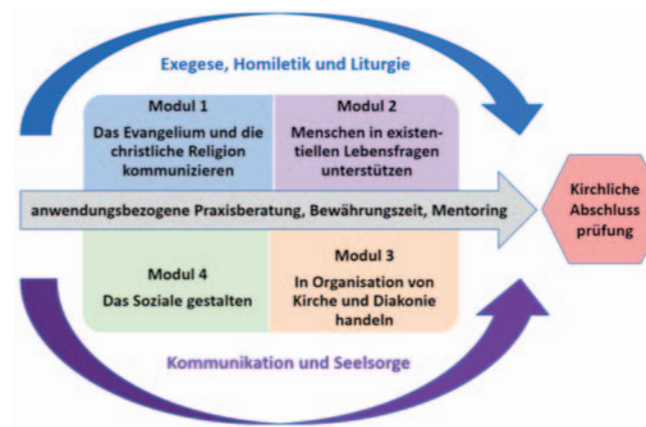 Exegese, Homiletik und Liturgie
Modul 1
Das Evangelium und die
christliche Religion
kommunizieren
Modul 2
Menschen in existen-
tiellen Lebensfragen
unterstützen
anwendungsbezogene Praxisberatung, Bewährungszeit, Mentoring
Kirchliche
Abschluss
prüfung
Modul 4
Das Soziale gestalten
Modul 3
In Organisation von
Kirche und Diakonie
handeln
Kommunikation und Seelsorge